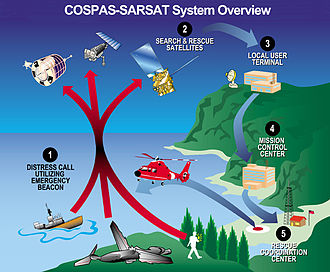 COSPAS-SARSAT System Overview
2
SEARCH & RESCUE
SATELLITES
3
LOCAL USER
TERMINAL
1
DISTRESS CALL
UTILIZING
EMERGENCY
BEACON
4
MISSION
CONTROL
CENTER
5
RESCUE
COORDINATION
CENTER